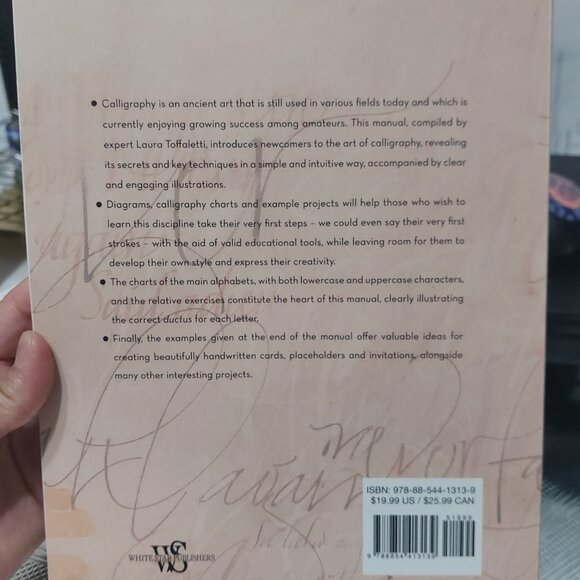 • Calligraphy is an ancient art that is still used in various fields today and which is
currently enjoying growing success among amateurs. This manual, compiled by
expert Laura Toffaletti, introduces newcomers to the art of calligraphy, revealing
its secrets and key techniques in a simple and intuitive way, accompanied by clear
and engaging illustrations.
• Diagrams, calligraphy charts and example projects will help those who wish to
learn this discipline take their very first steps – we could even say their very first
strokes – with the aid of valid educational tools, while leaving room for them to
develop their own style and express their creativity.
• The charts of the main alphabets, with both lowercase and uppercase characters,
and the relative exercises constitute the heart of this manual, clearly illustrating
the correct ductus for each letter.
• Finally, the examples given at the end of the manual offer valuable ideas for
creating beautifully handwritten cards, placeholders and invitations, alongside
many other interesting projects.
ISBN: 978-88-544-1313-9
$19.99 US / $25.99 CAN
51999
9 788854 413139
WS
WHITE STAR PUBLISHERS